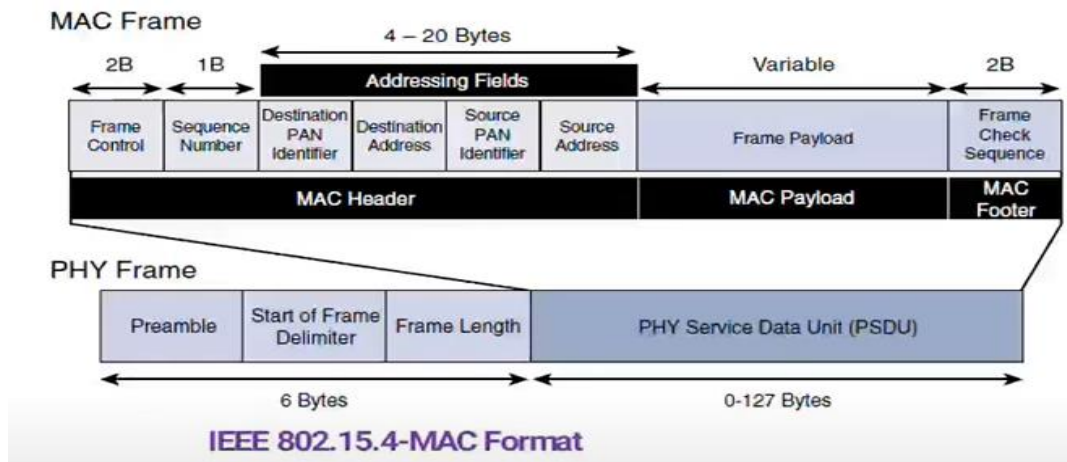 MAC Frame
4 – 20 Bytes
2B
1B
Addressing Fields
Variable
2B
Frame
Control
Sequence
Number
Destination
PAN
Identifier
Destination
Address
Source
PAN
Identifier
Source
Address
Frame Payload
Frame
Check
Sequence
MAC Header
MAC Payload
MAC
Footer
PHY Frame
Preamble
Start of Frame
Delimiter
Frame Length
PHY Service Data Unit (PSDU)
6 Bytes
0-127 Bytes
IEEE 802.15.4-MAC Format